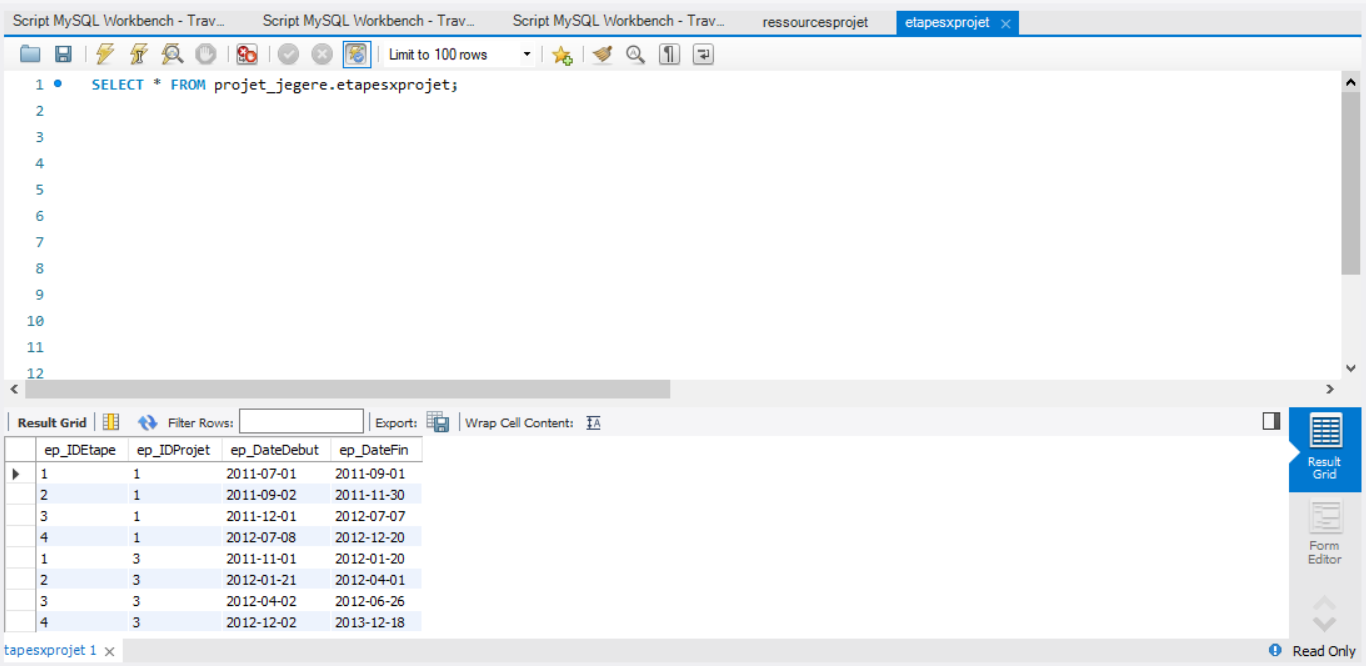 Script MySQL Workbench - Trav... Script MySQL Workbench - Trav... Script MySQL Workbench - Trav... ressourcesprojet etapesxprojet
Limit to 100 rows
1 SELECT * FROM projet_jegere.etapesxprojet;
2
3
4
5
6
7
8
9
10
11
12
Result Grid Filter Rows: Export: Wrap Cell Content:
ep_IDEtape ep_IDProjet ep_DateDebut ep_DateFin
1 1 2011-07-01 2011-09-01
2 1 2011-09-02 2011-11-30
3 1 2011-12-01 2012-07-07
4 1 2012-07-08 2012-12-20
1 3 2011-11-01 2012-01-20
2 3 2012-01-21 2012-04-01
3 3 2012-04-02 2012-06-26
4 3 2012-12-02 2013-12-18
Result
Grid
Form
Editor
tapesxprojet 1 Read Only